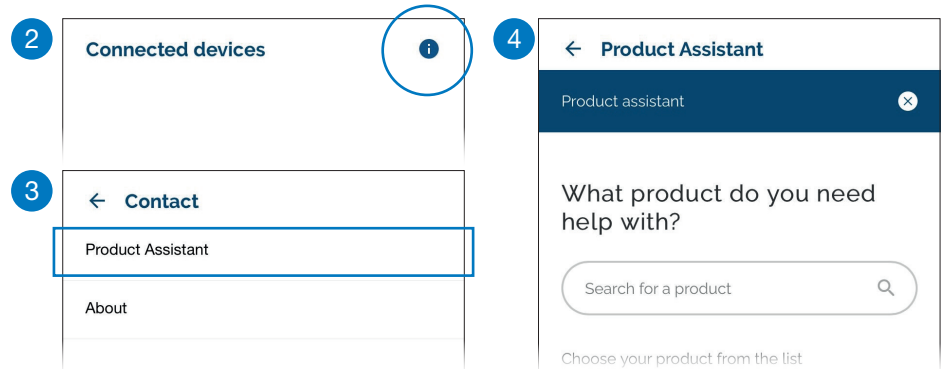 2
Connected devices
3
Contact
Product Assistant
About
4
Product Assistant
Product assistant
What product do you need
help with?
Search for a product
Choose your product from the list